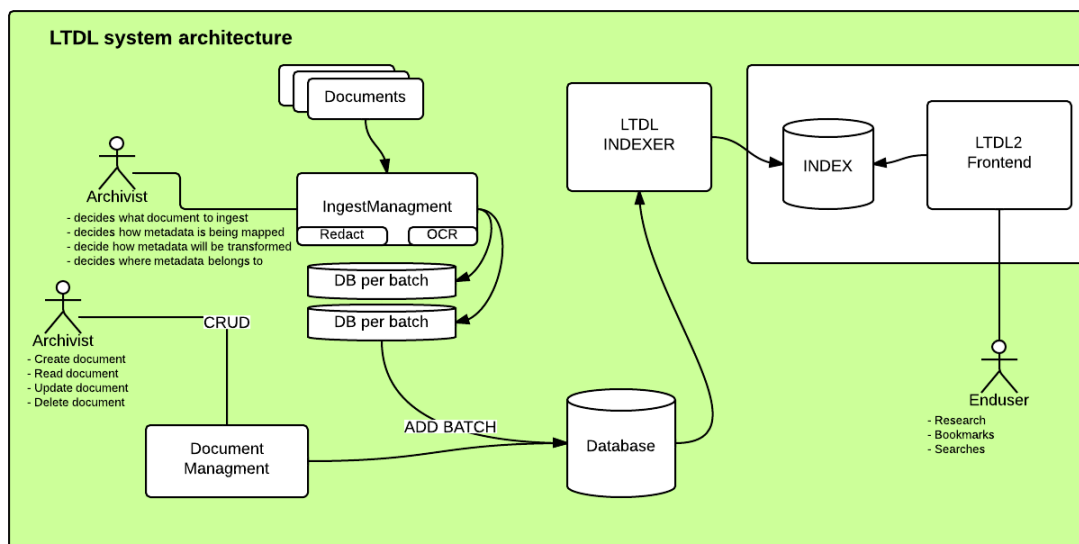 LTDL system architecture
Documents
Archivist
- decides what document to ingest
- decides how metadata is being mapped
- decide how metadata will be transformed
- decides where metadata belongs to
IngestManagment
Redact
OCR
DB per batch
DB per batch
Archivist
- Create document
- Read document
- Update document
- Delete document
CRUD
Document
Managment
ADD BATCH
Database
LTDL
INDEXER
INDEX
LTDL2
Frontend
Enduser
- Research
- Bookmarks
- Searches